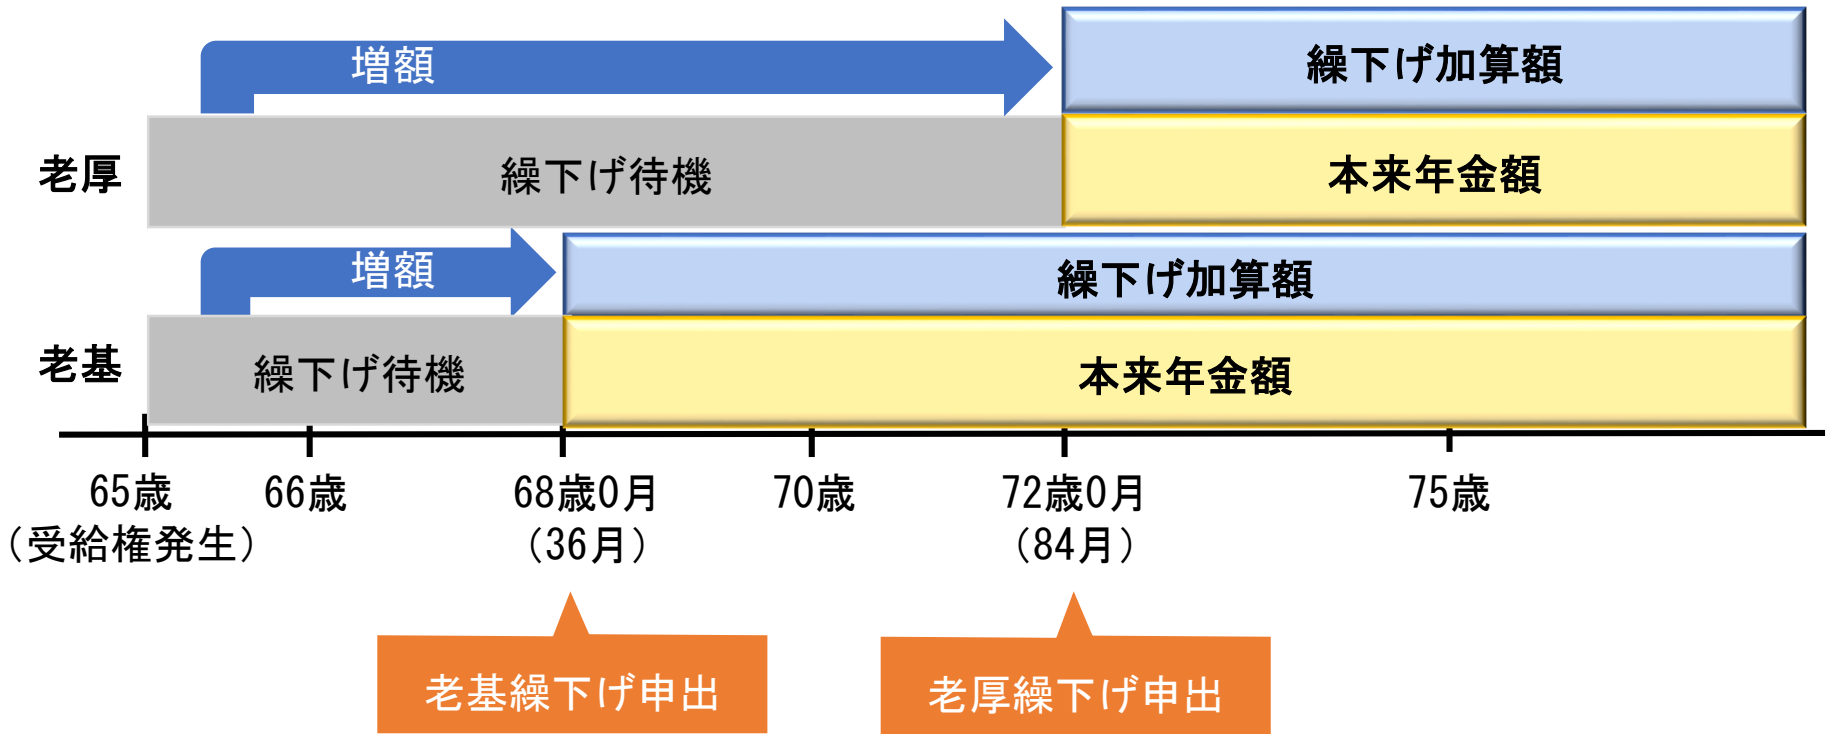 増額
繰下げ加算額
老厚
繰下げ待機
本来年金額
増額
繰下げ加算額
老基
繰下げ待機
本来年金額
65歳
(受給権発生)
66歳
68歳0月
(36月)
70歳
72歳0月
(84月)
75歳
老基繰下げ申出
老厚繰下げ申出